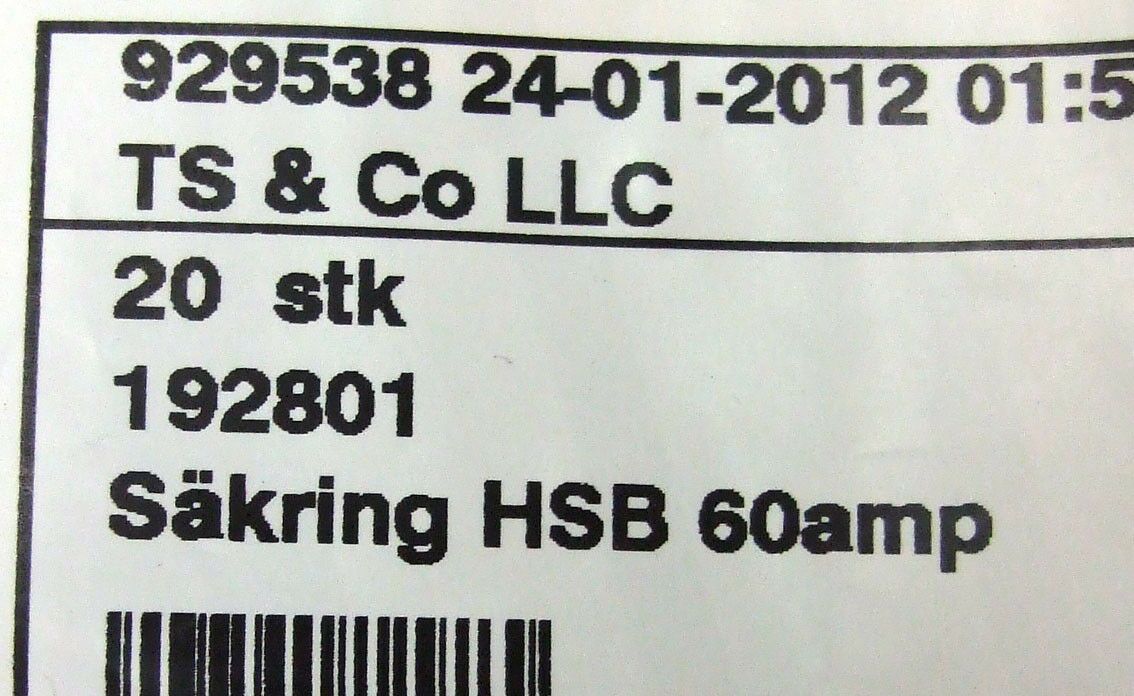 929538 24-01-2012 01:5
TS & Co LLC
20 stk
192801
Säkring HSB 60amp